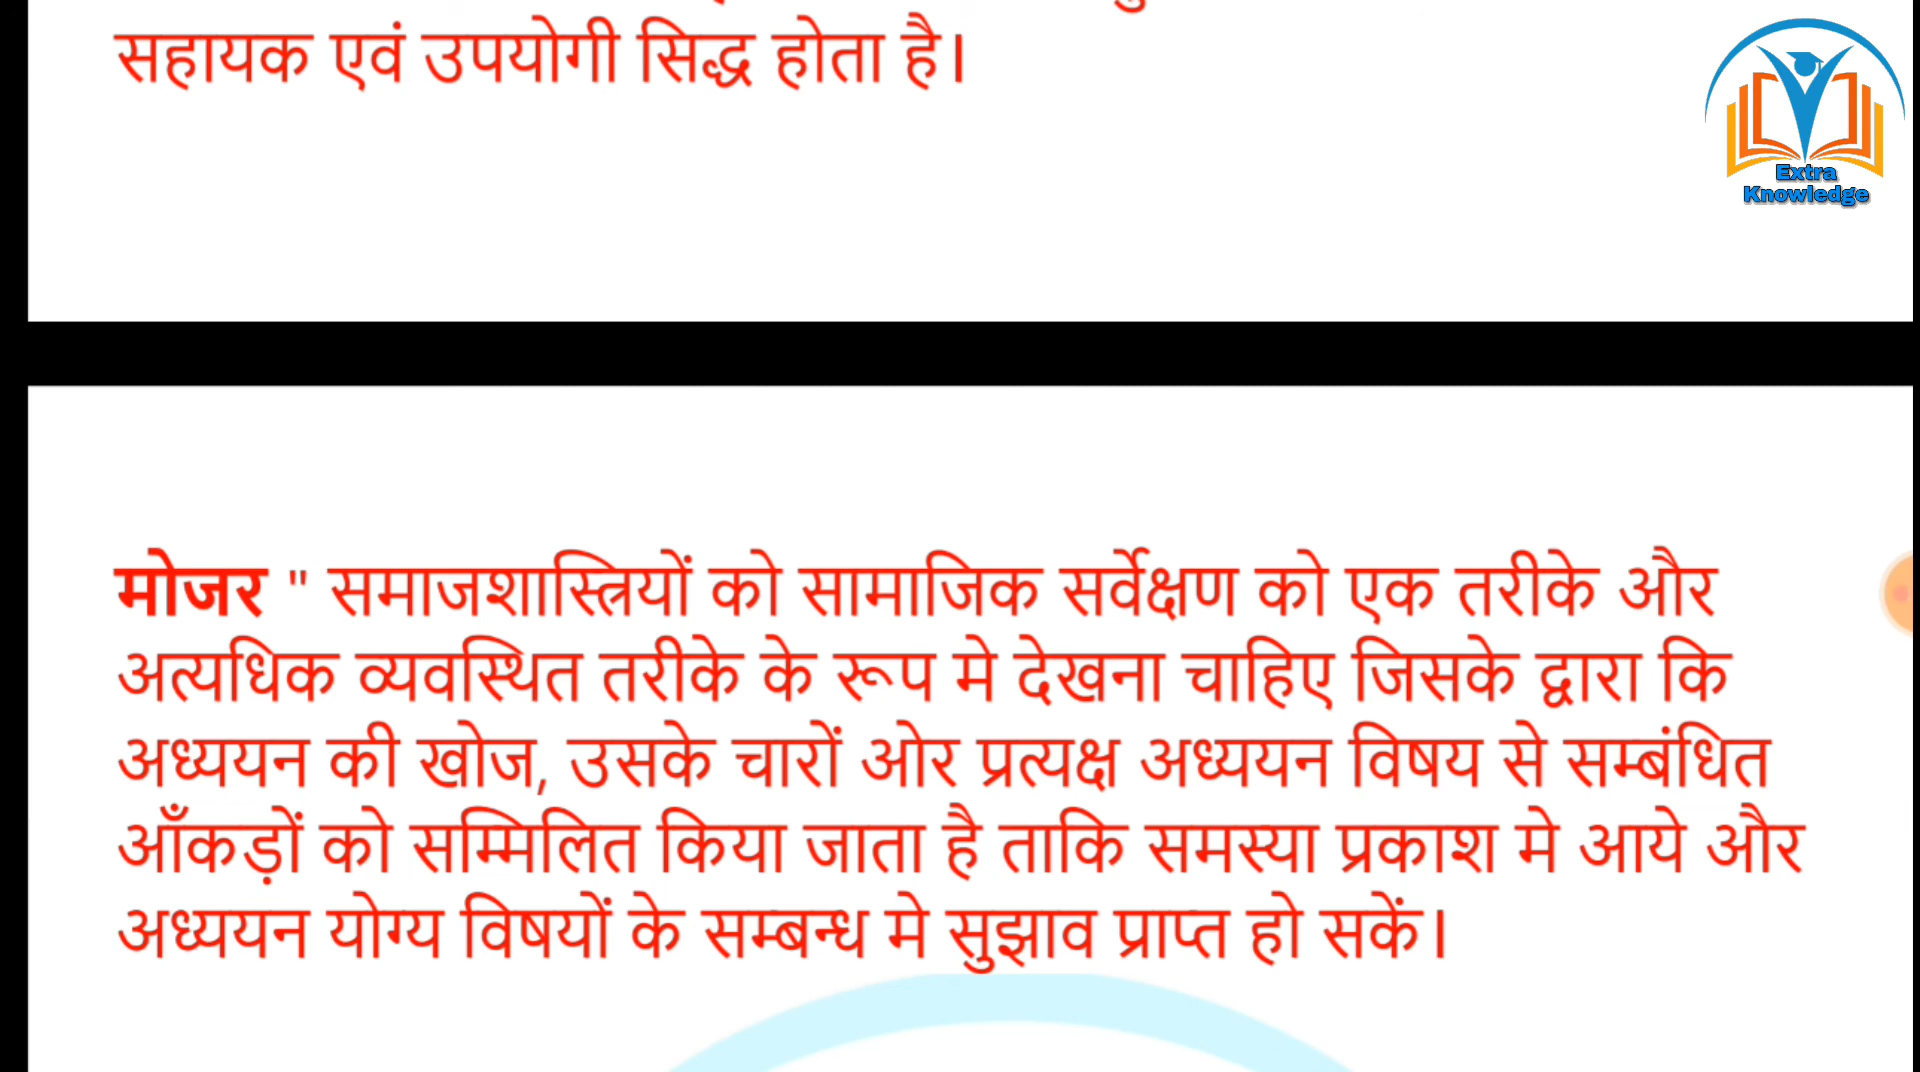 सहायक एवं उपयोगी सिद्ध होता है।
Extra
Knowledge
मोजर " समाजशास्त्रियों को सामाजिक सर्वेक्षण को एक तरीके और
अत्यधिक व्यवस्थित तरीके के रूप मे देखना चाहिए जिसके द्वारा कि
अध्ययन की खोज, उसके चारों ओर प्रत्यक्ष अध्ययन विषय से सम्बंधित
आँकड़ों को सम्मिलित किया जाता है ताकि समस्या प्रकाश मे आये और
अध्ययन योग्य विषयों के सम्बन्ध मे सुझाव प्राप्त हो सकें।